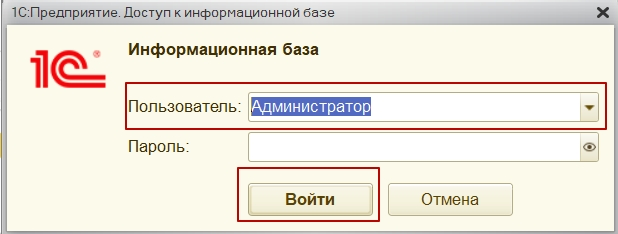 1С:Предприятие. Доступ к информационной базе
1С®
Информационная база
Пользователь: Администратор
Пароль:
Войти Отмена